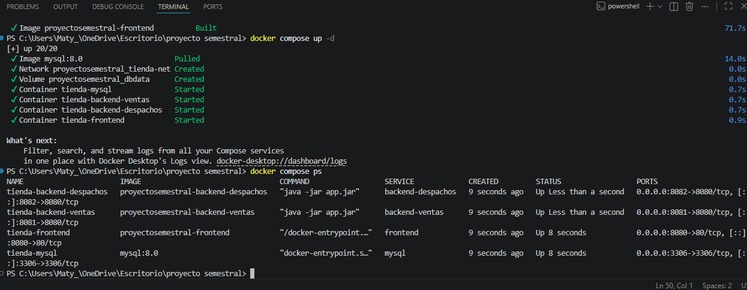 PROBLEMS OUTPUT DEBUG CONSOLE TERMINAL PORTS powershell
✓ Image proyectosemestral-frontend Built 71.7s
PS C:\Users\Maty_\OneDrive\Escritorio\proyecto semestral> docker compose up -d
[+] up 20/20
✓ Image mysql:8.0 Pulled 14.0s
✓ Network proyectosemestral_tienda-net Created 0.0s
✓ Volume proyectosemestral_dbdata Created 0.0s
✓ Container tienda-mysql Started 0.7s
✓ Container tienda-backend-ventas Started 0.7s
✓ Container tienda-backend-despachos Started 0.7s
✓ Container tienda-frontend Started 0.9s
What's next:
Filter, search, and stream logs from all your Compose services
in one place with Docker Desktop's Logs view. docker-desktop://dashboard/logs
PS C:\Users\Maty_\OneDrive\Escritorio\proyecto semestral> docker compose ps
NAME IMAGE COMMAND SERVICE CREATED STATUS PORTS
tienda-backend-despachos proyectosemestral-backend-despachos "java -jar app.jar" backend-despachos 9 seconds ago Up Less than a second 0.0.0.0:8082->8080/tcp, [:
:]:8082->8080/tcp
tienda-backend-ventas proyectosemestral-backend-ventas "java -jar app.jar" backend-ventas 9 seconds ago Up Less than a second 0.0.0.0:8081->8080/tcp, [:
:]:8081->8080/tcp
tienda-frontend proyectosemestral-frontend "/docker-entrypoint.…" frontend 9 seconds ago Up 8 seconds 0.0.0.0:8080->80/tcp, [::]
:8080->80/tcp
tienda-mysql mysql:8.0 "docker-entrypoint.s…" mysql 9 seconds ago Up 8 seconds 0.0.0.0:3306->3306/tcp, [:
:]:3306->3306/tcp
PS C:\Users\Maty_\OneDrive\Escritorio\proyecto semestral>
Ln 50, Col 1 Spaces: 2 U